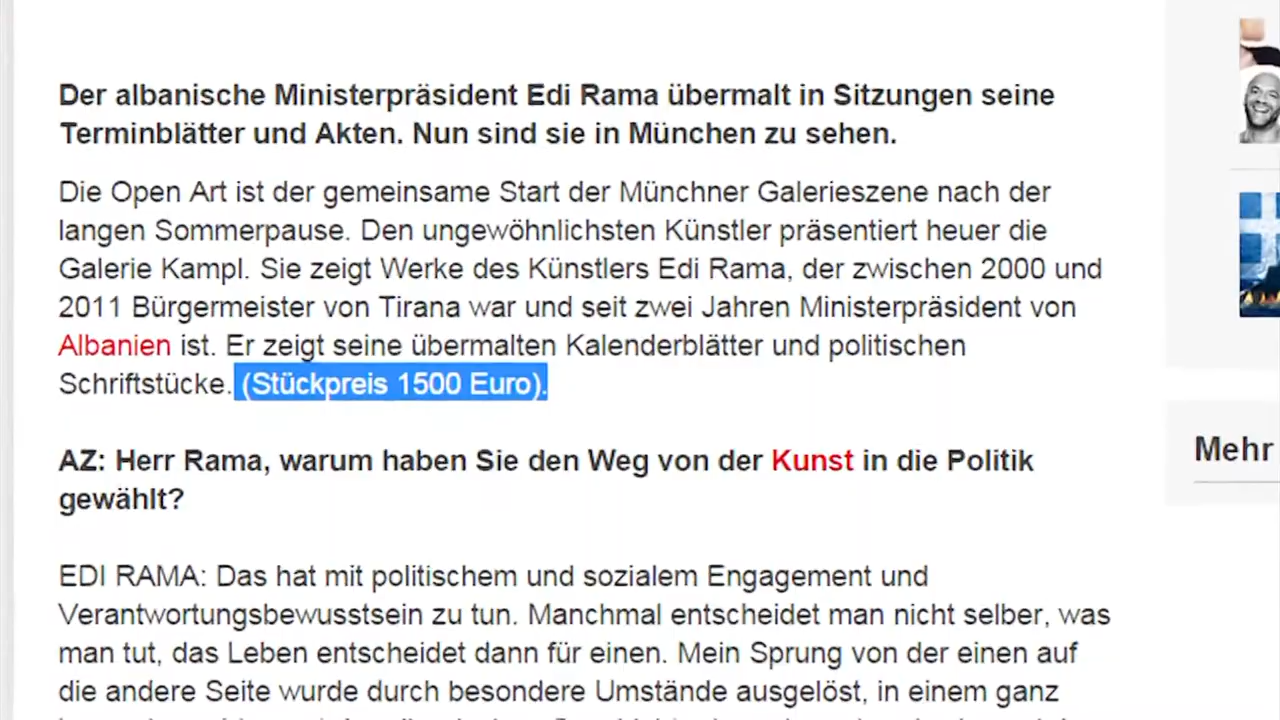 Der albanische Ministerpräsident Edi Rama übermalt in Sitzungen seine
Terminblätter und Akten. Nun sind sie in München zu sehen.
Die Open Art ist der gemeinsame Start der Münchner Galerieszene nach der
langen Sommerpause. Den ungewöhnlichsten Künstler präsentiert heuer die
Galerie Kampl. Sie zeigt Werke des Künstlers Edi Rama, der zwischen 2000 und
2011 Bürgermeister von Tirana war und seit zwei Jahren Ministerpräsident von
Albanien ist. Er zeigt seine übermalten Kalenderblätter und politischen
Schriftstücke. (Stückpreis 1500 Euro).
AZ: Herr Rama, warum haben Sie den Weg von der Kunst in die Politik
gewählt?
EDI RAMA: Das hat mit politischem und sozialem Engagement und
Verantwortungsbewusstsein zu tun. Manchmal entscheidet man nicht selber, was
man tut, das Leben entscheidet dann für einen. Mein Sprung von der einen auf
die andere Seite wurde durch besondere Umstände ausgelöst, in einem ganz
Mehr